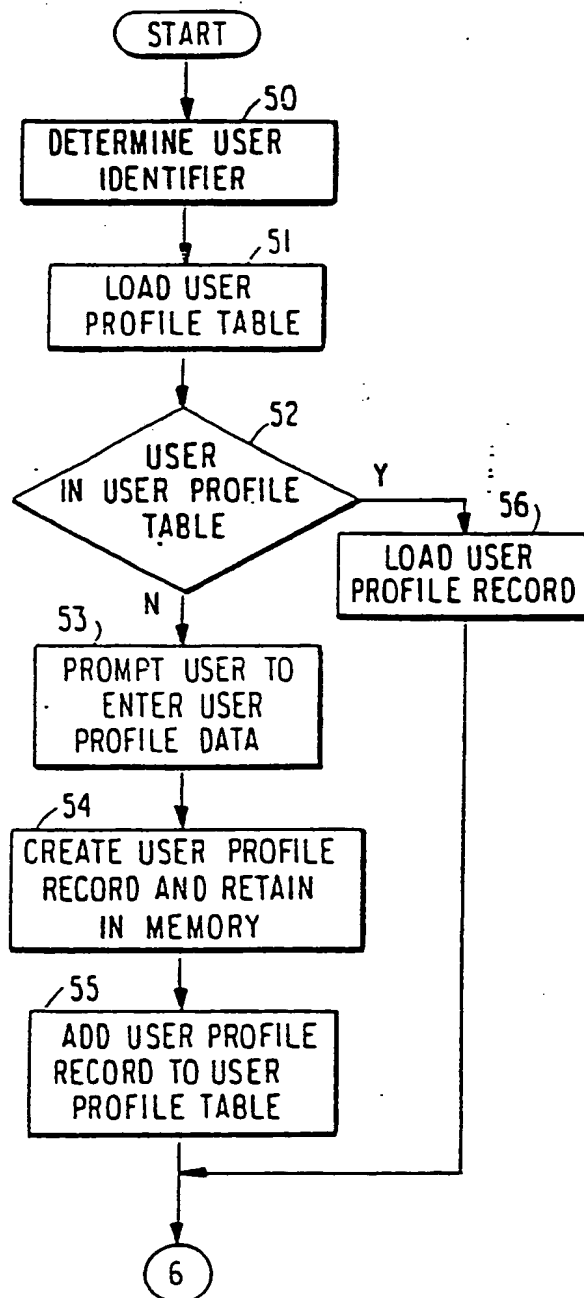 START
50
DETERMINE USER
IDENTIFIER
51
LOAD USER
PROFILE TABLE
52
USER
IN USER PROFILE
TABLE
Y
56
LOAD USER
PROFILE RECORD
N
53
PROMPT USER TO
ENTER USER
PROFILE DATA
54
CREATE USER PROFILE
RECORD AND RETAIN
IN MEMORY
55
ADD USER PROFILE
RECORD TO USER
PROFILE TABLE
6